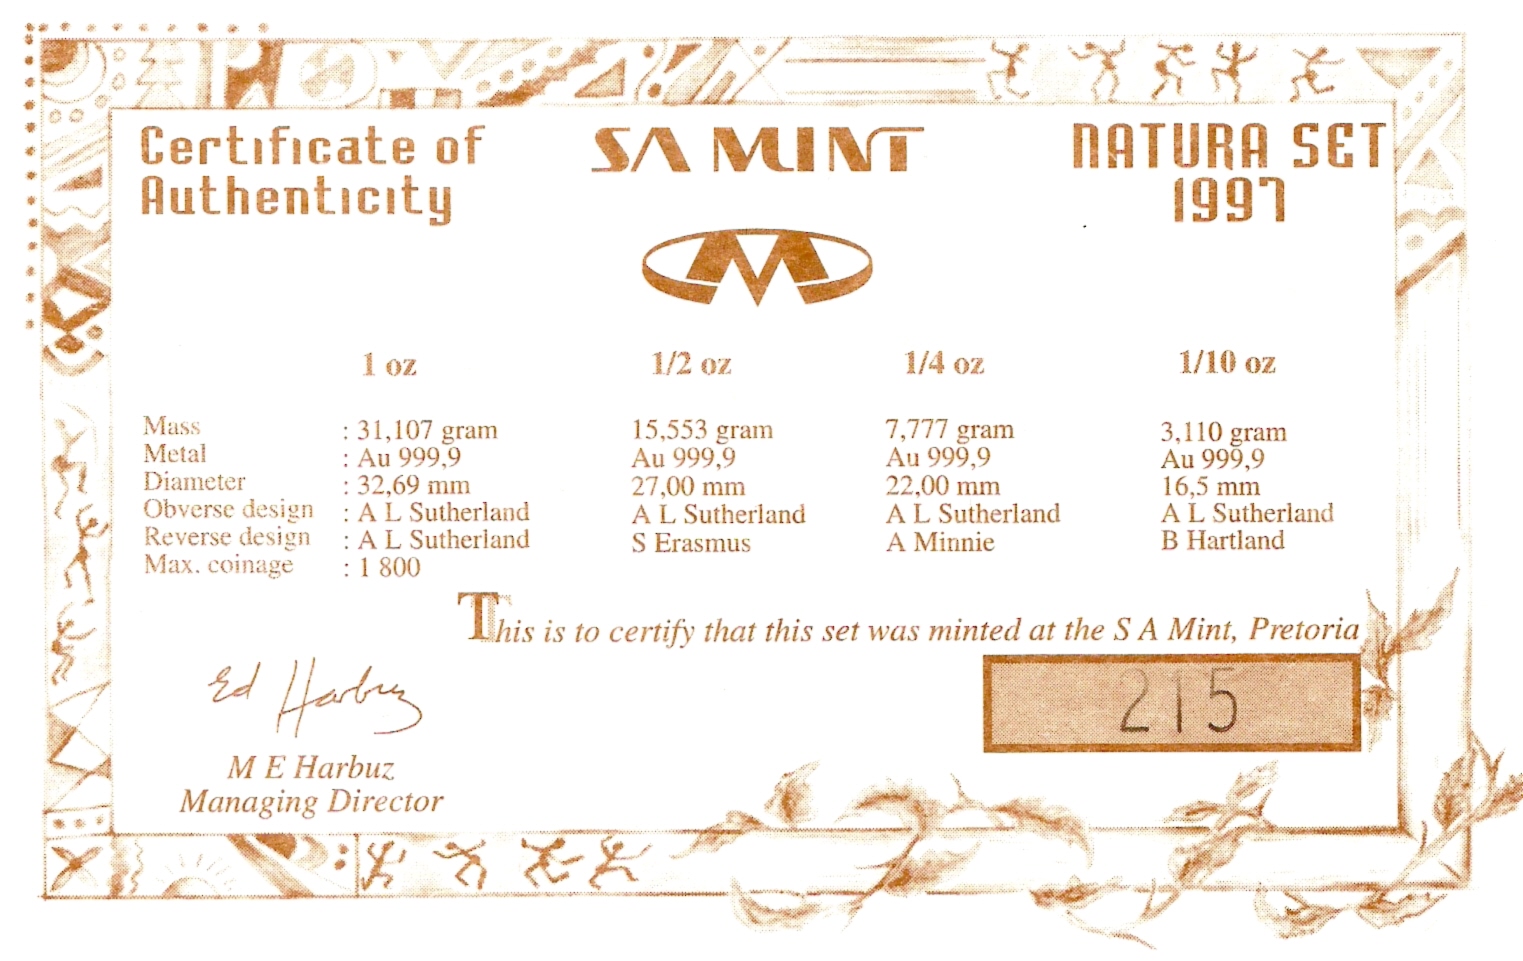 Certificate of
Authenticity
SA MINT
NATURA SET
1997
1 oz 1/2 oz 1/4 oz 1/10 oz
Mass : 31,107 gram 15,553 gram 7,777 gram 3,110 gram
Metal : Au 999,9 Au 999,9 Au 999,9 Au 999,9
Diameter : 32,69 mm 27,00 mm 22,00 mm 16,5 mm
Obverse design : A L Sutherland A L Sutherland A L Sutherland A L Sutherland
Reverse design : A L Sutherland S Erasmus A Minnie B Hartland
Max. coinage : 1 800
This is to certify that this set was minted at the S A Mint, Pretoria
215
Ed Harbuz
M E Harbuz
Managing Director